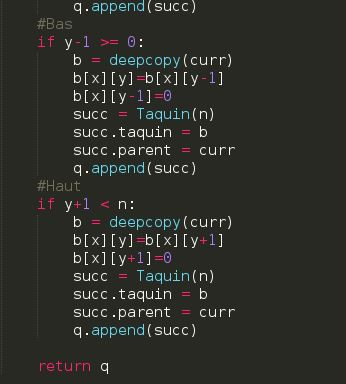 q.append(succ)
#Bas
if y-1 >= 0:
b = deepcopy(curr)
b[x][y]=b[x][y-1]
b[x][y-1]=0
succ = Taquin(n)
succ.taquin = b
succ.parent = curr
q.append(succ)
#Haut
if y+1 < n:
b = deepcopy(curr)
b[x][y]=b[x][y+1]
b[x][y+1]=0
succ = Taquin(n)
succ.taquin = b
succ.parent = curr
q.append(succ)
return q